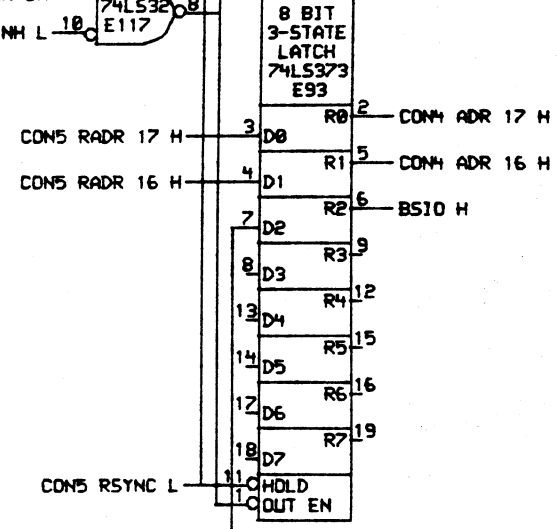 74LS32 8
NH L 10 E117
8 BIT
3-STATE
LATCH
74LS373
E93
R0 2 CON4 ADR 17 H
CON5 RADR 17 H 3 D0
R1 5 CON4 ADR 16 H
CON5 RADR 16 H 4 D1
R2 6 BSIO H
7 D2
R3 9
8 D3
R4 12
13 D4
R5 15
14 D5
R6 16
17 D6
R7 19
18 D7
CON5 RSYNC L 11 HOLD
1 OUT EN